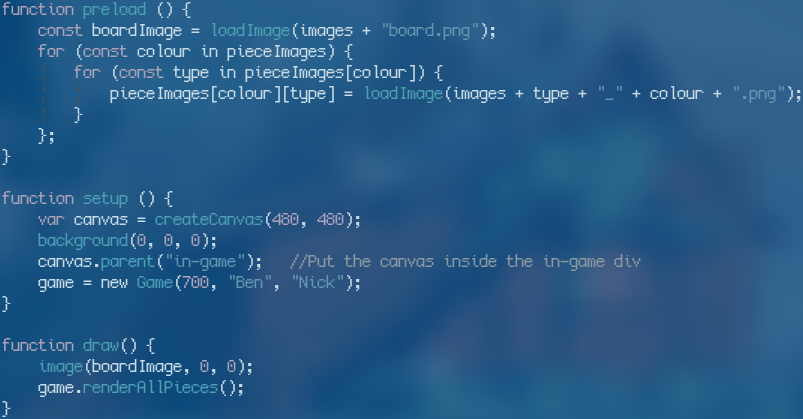 function preload () {
    const boardImage = loadImage(images + "board.png");
    for (const colour in pieceImages) {
        for (const type in pieceImages[colour]) {
            pieceImages[colour][type] = loadImage(images + type + "_" + colour + ".png");
        }
    };
}

function setup () {
    var canvas = createCanvas(480, 480);
    background(0, 0, 0);
    canvas.parent("in-game");   //Put the canvas inside the in-game div
    game = new Game(700, "Ben", "Nick");
}

function draw() {
    image(boardImage, 0, 0);
    game.renderAllPieces();
}